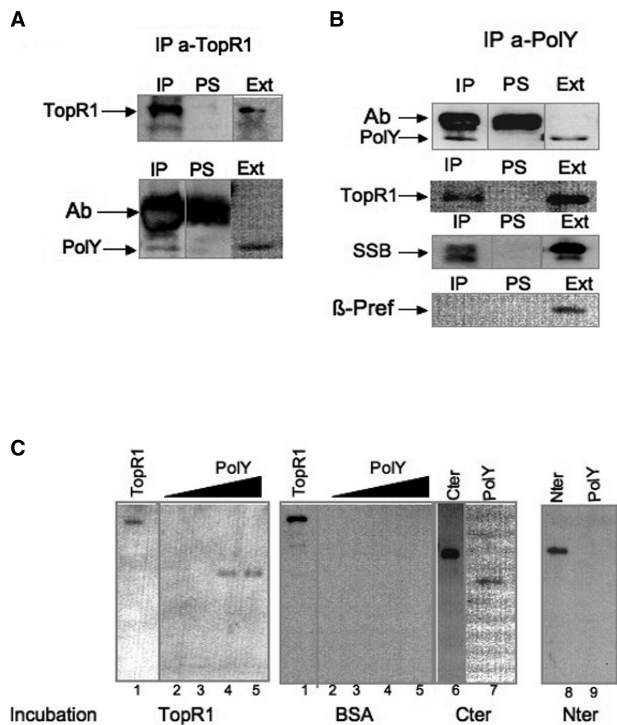 A
IP a-TopR1
IP PS Ext
TopR1
IP PS Ext
Ab
PolY
B
IP a-PolY
IP PS Ext
Ab
PolY
IP PS Ext
TopR1
IP PS Ext
SSB
IP PS Ext
ß-Pref
C
TopR1 PolY TopR1 PolY Cter PolY Nter PolY
1 2 3 4 5 1 2 3 4 5 6 7 8 9
Incubation TopR1 BSA Cter Nter